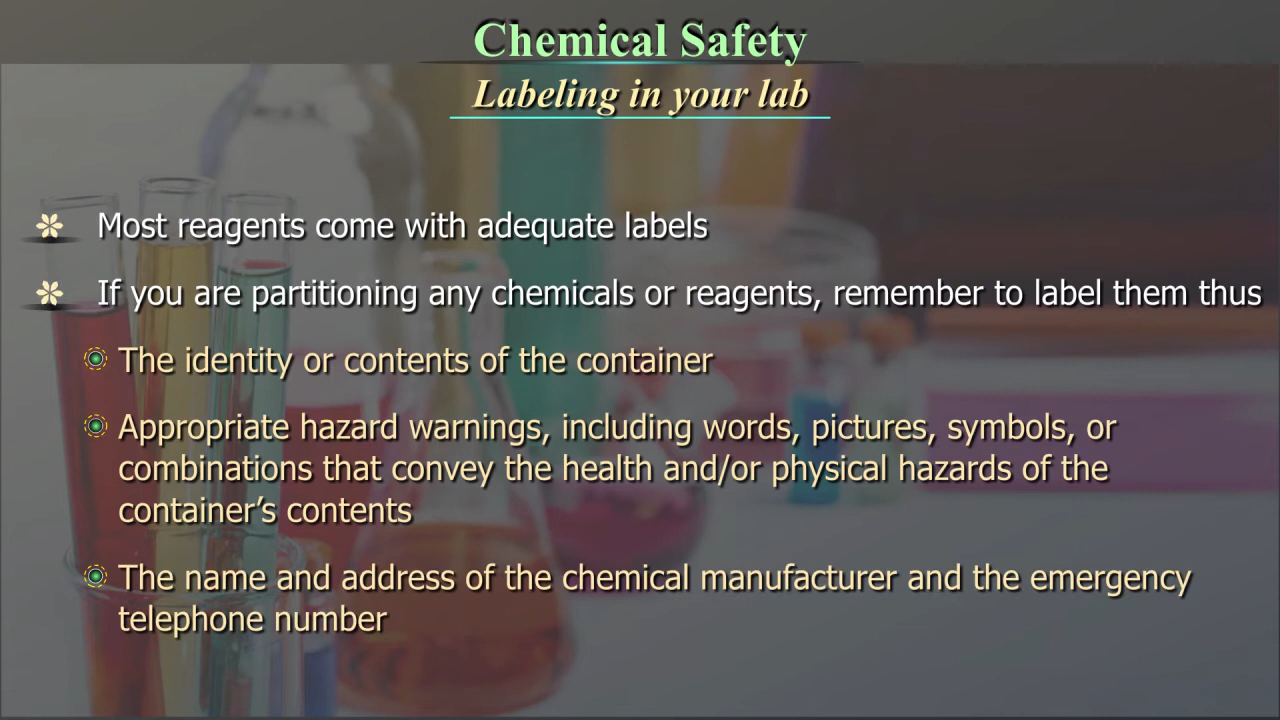 Chemical Safety
Labeling in your lab
Most reagents come with adequate labels
If you are partitioning any chemicals or reagents, remember to label them thus
The identity or contents of the container
Appropriate hazard warnings, including words, pictures, symbols, or
combinations that convey the health and/or physical hazards of the
container’s contents
The name and address of the chemical manufacturer and the emergency
telephone number